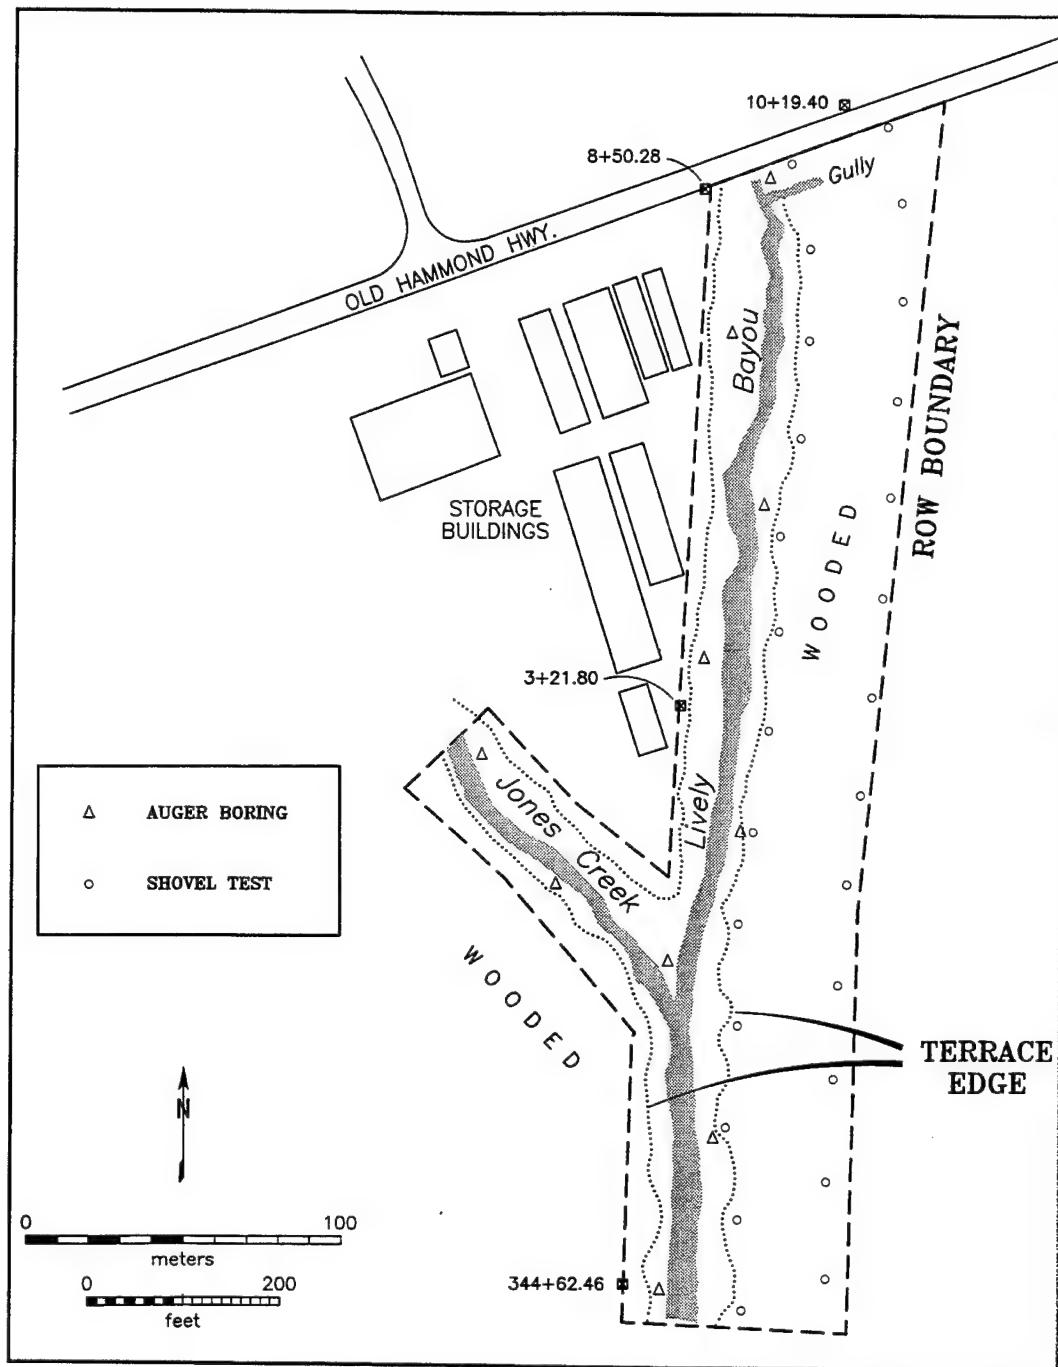 10+19.40
8+50.28
Gully
OLD HAMMOND HWY.
Bayou
ROW BOUNDARY
STORAGE
BUILDINGS
WOODED
3+21.80
Lively
Jones Creek
△ AUGER BORING
○ SHOVEL TEST
WOODED
TERRACE
EDGE
N
0 100
meters
0 200
feet
344+62.46